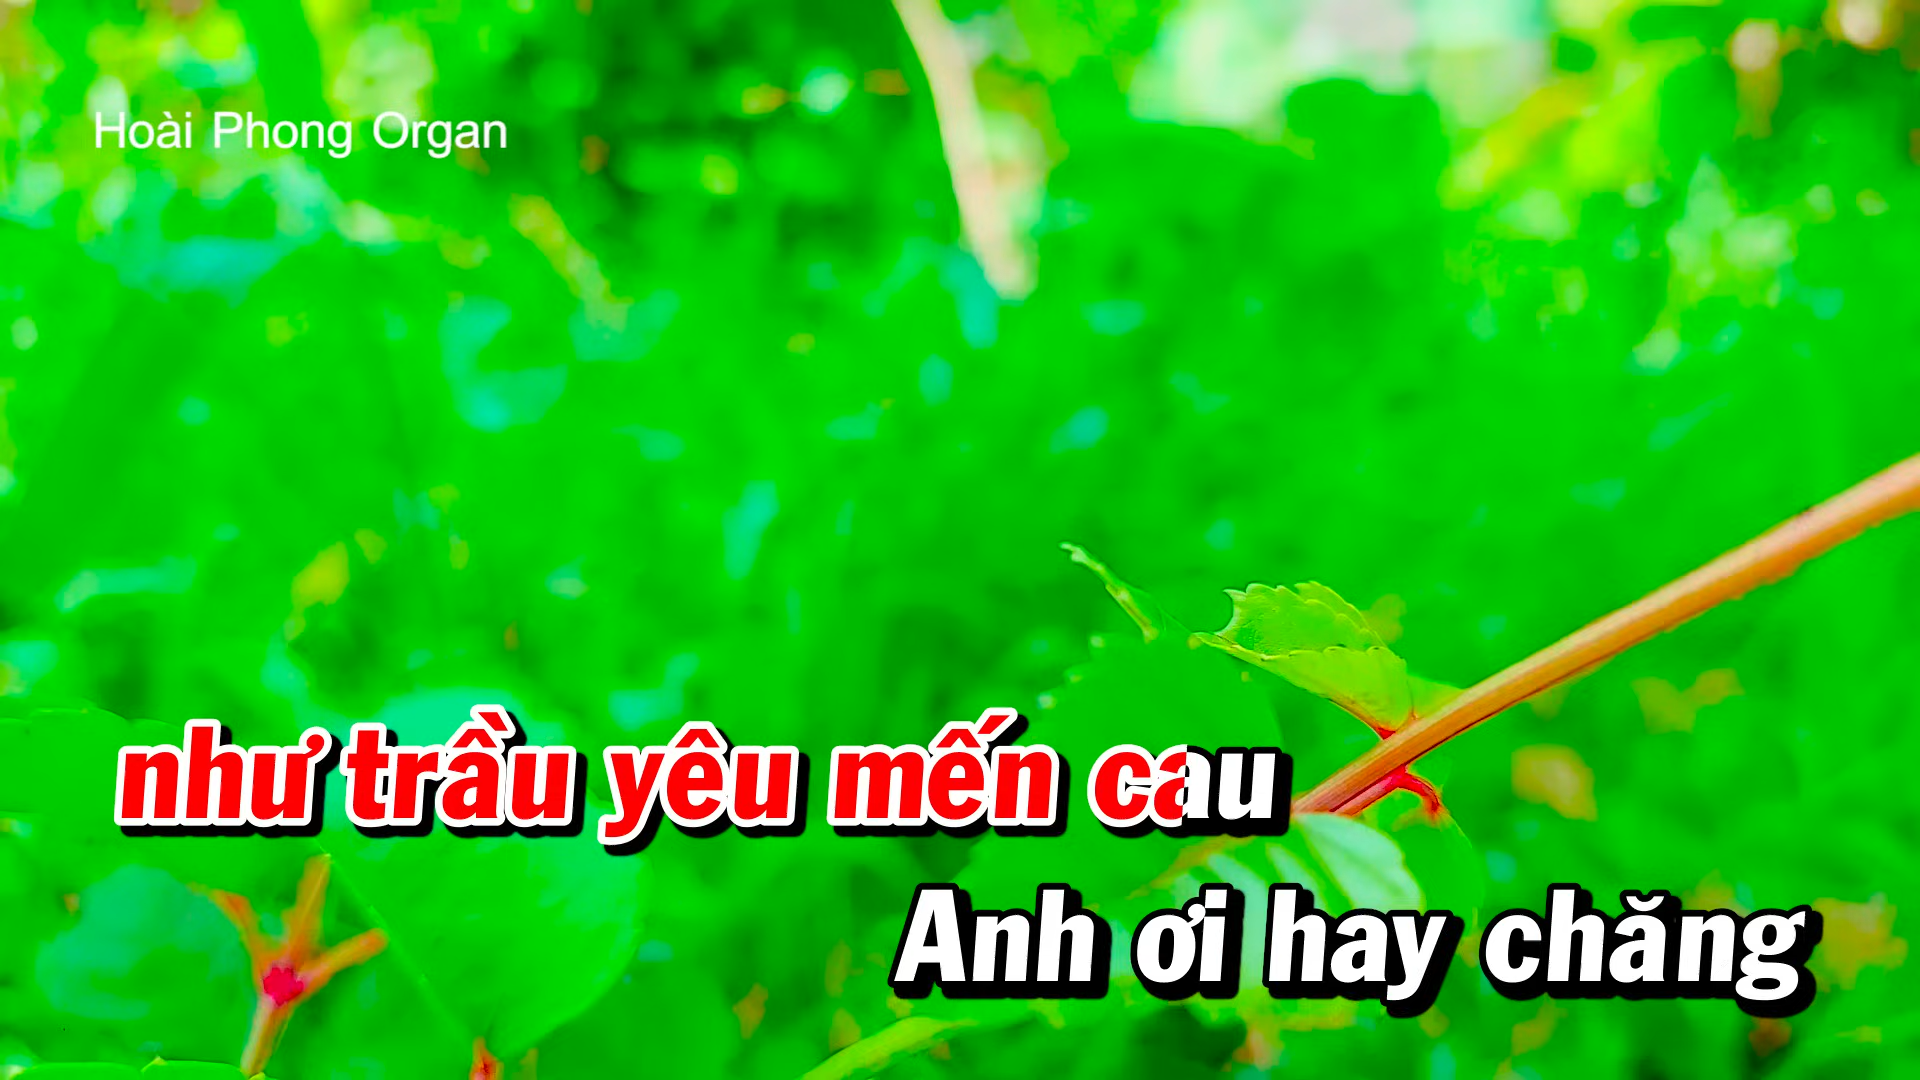 Hoài Phong Organ
như trầu yêu mến cau
Anh ơi hay chăng